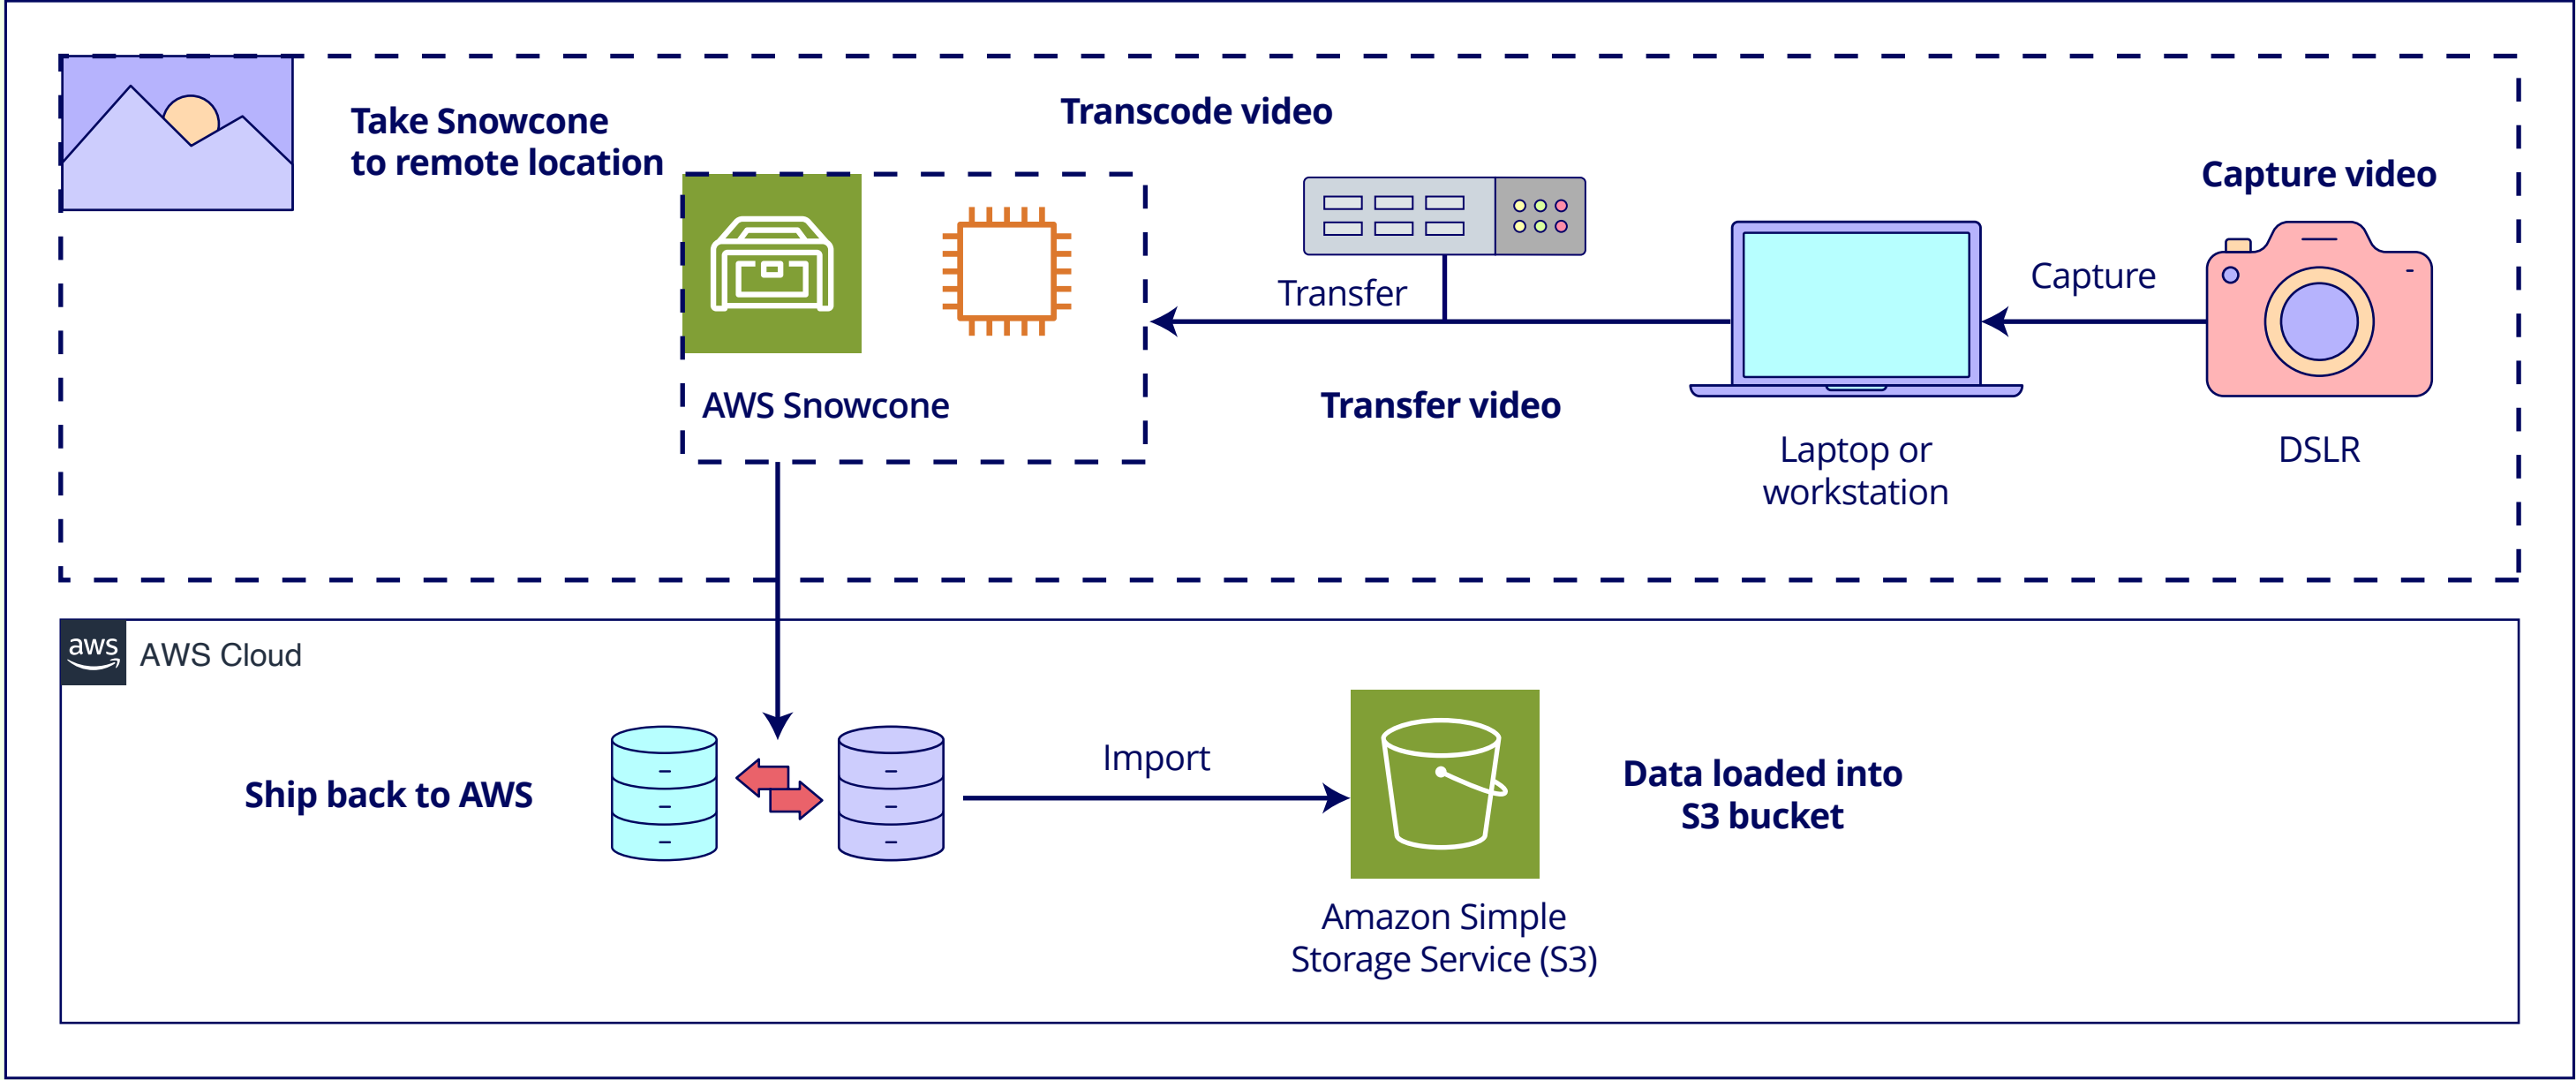 Take Snowcone
to remote location
Transcode video
Capture video
Transfer
Capture
AWS Snowcone
Transfer video
Laptop or
workstation
DSLR
aws
AWS Cloud
Ship back to AWS
Import
Data loaded into
S3 bucket
Amazon Simple
Storage Service (S3)